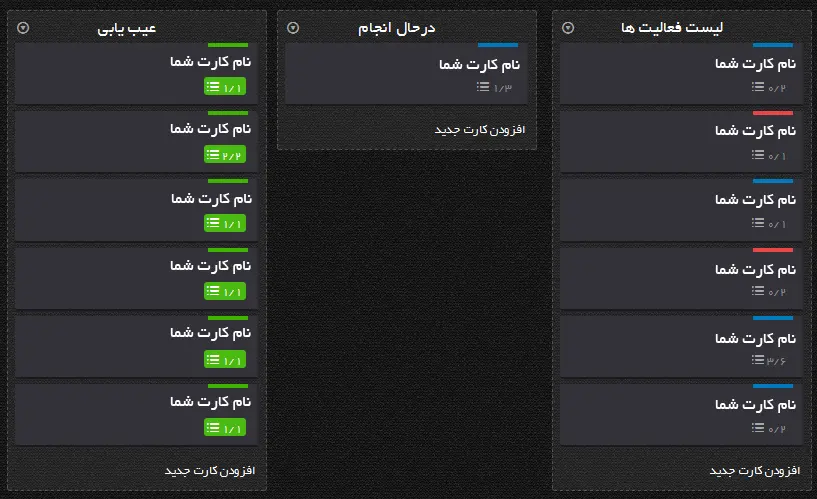 لیست فعالیت ها
نام کارت شما
۰/۲
نام کارت شما
۰/۱
نام کارت شما
۰/۱
نام کارت شما
۰/۲
نام کارت شما
۳/۶
نام کارت شما
۰/۲
افزودن کارت جدید
درحال انجام
نام کارت شما
۱/۳
افزودن کارت جدید
عیب یابی
نام کارت شما
۱/۱
نام کارت شما
۲/۲
نام کارت شما
۱/۱
نام کارت شما
۱/۱
نام کارت شما
۱/۱
نام کارت شما
۱/۱
افزودن کارت جدید